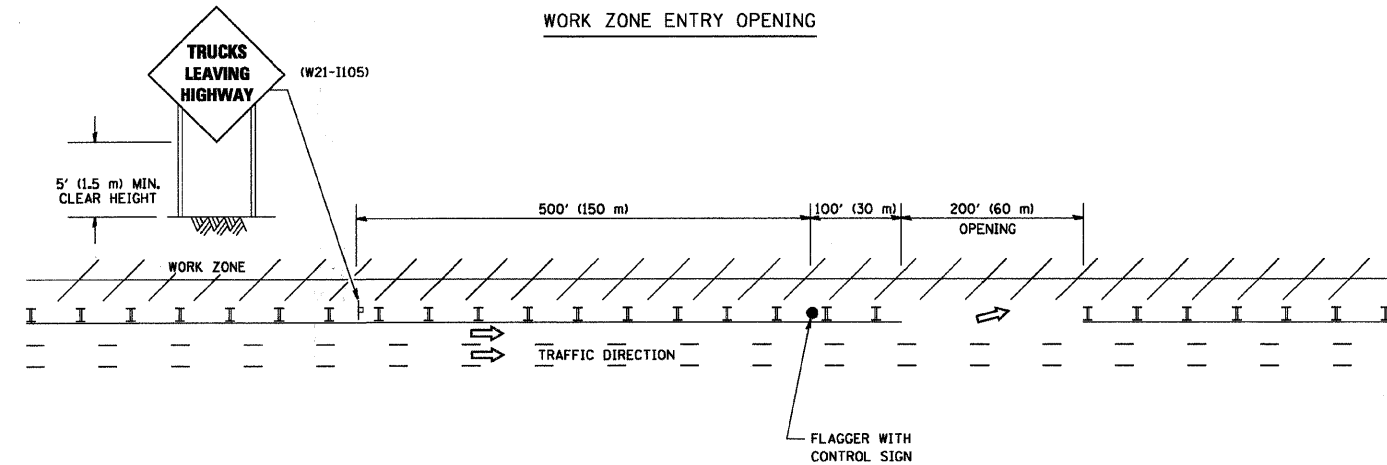 WORK ZONE ENTRY OPENING
TRUCKS
LEAVING
HIGHWAY
(W21-I105)
5' (1.5 m) MIN.
CLEAR HEIGHT
500' (150 m)
100' (30 m)
200' (60 m)
OPENING
WORK ZONE
TRAFFIC DIRECTION
FLAGGER WITH
CONTROL SIGN